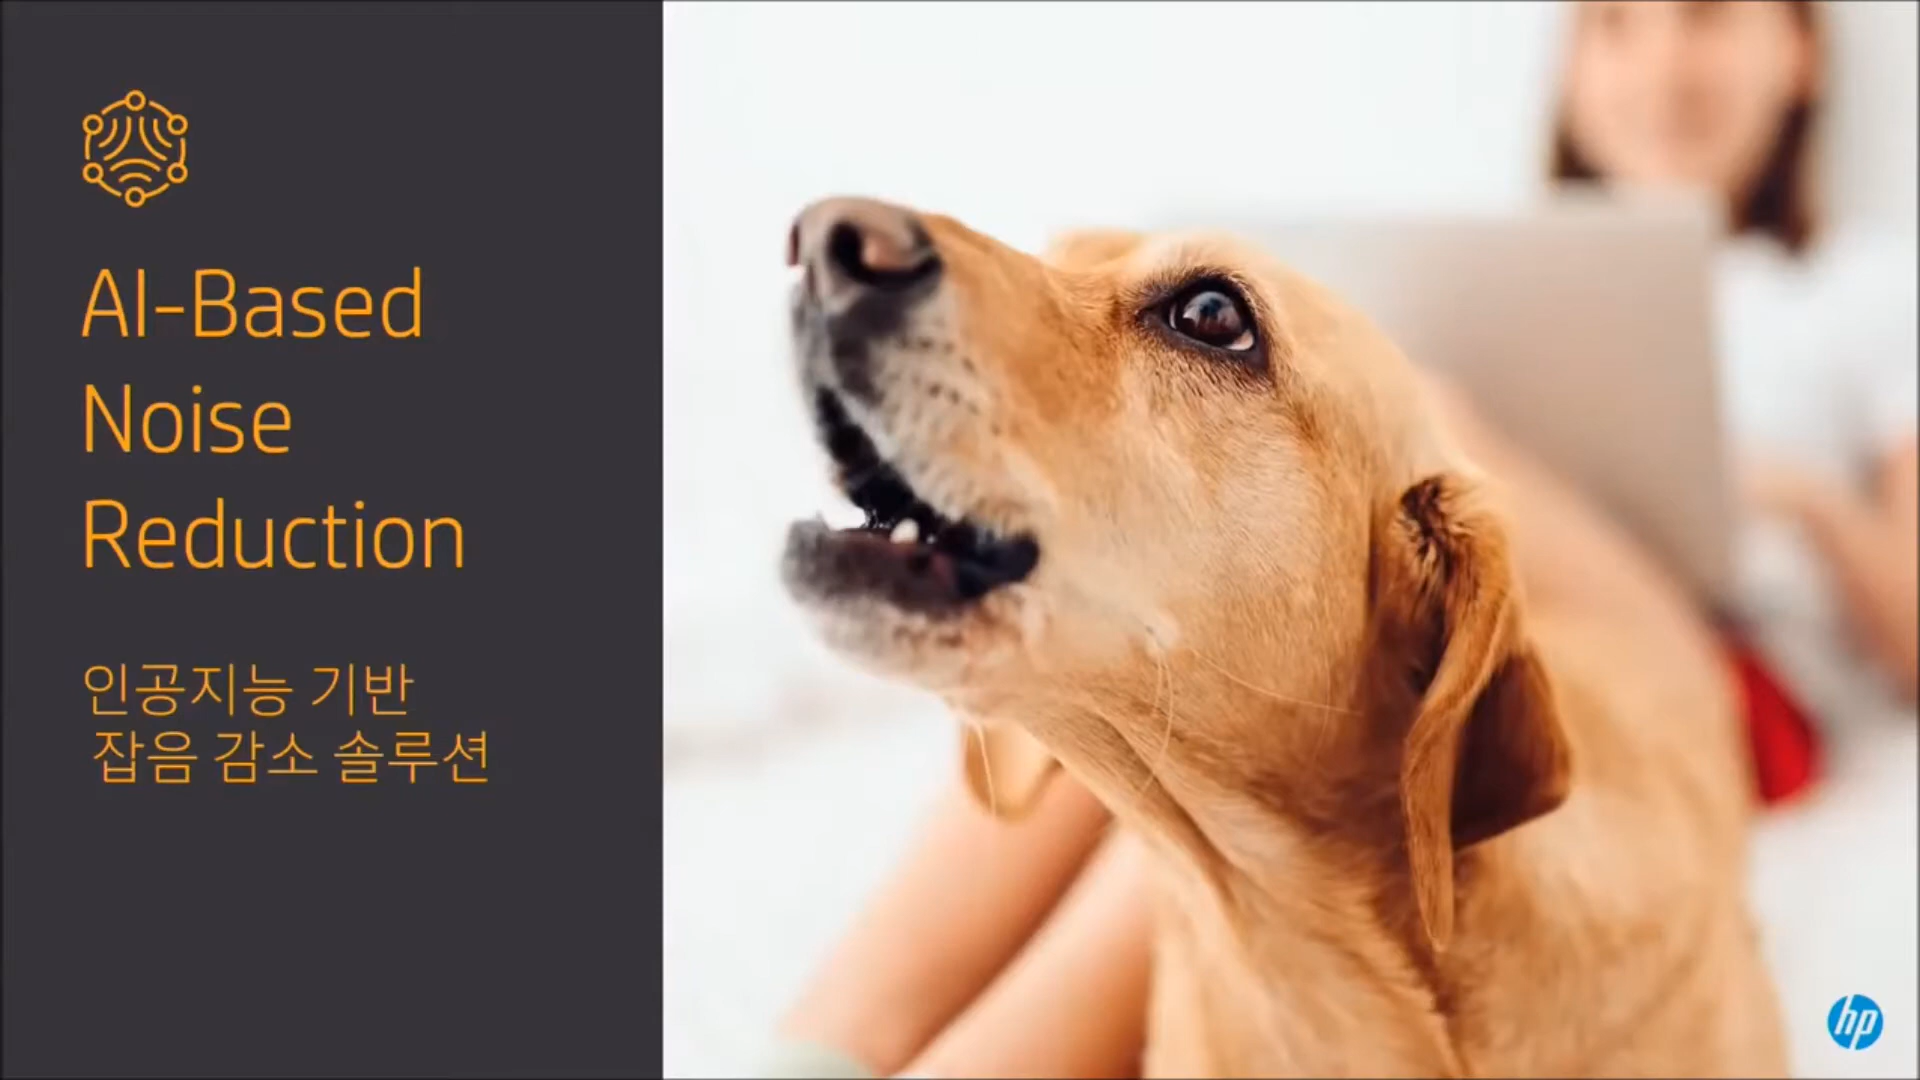 AI-Based
Noise
Reduction
인공지능 기반
잡음 감소 솔루션
hp